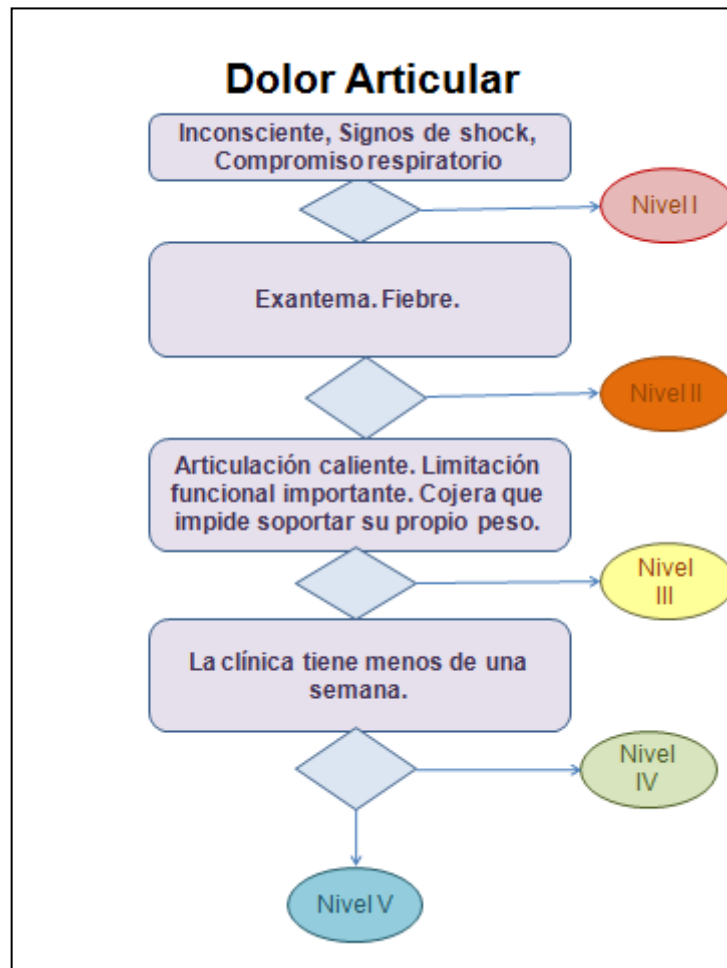 Dolor Articular
Inconsciente, Signos de shock,
Compromiso respiratorio
Nivel I
Exantema. Fiebre.
Nivel II
Articulación caliente. Limitación
funcional importante. Cojera que
impide soportar su propio peso.
Nivel
III
La clínica tiene menos de una
semana.
Nivel
IV
Nivel V